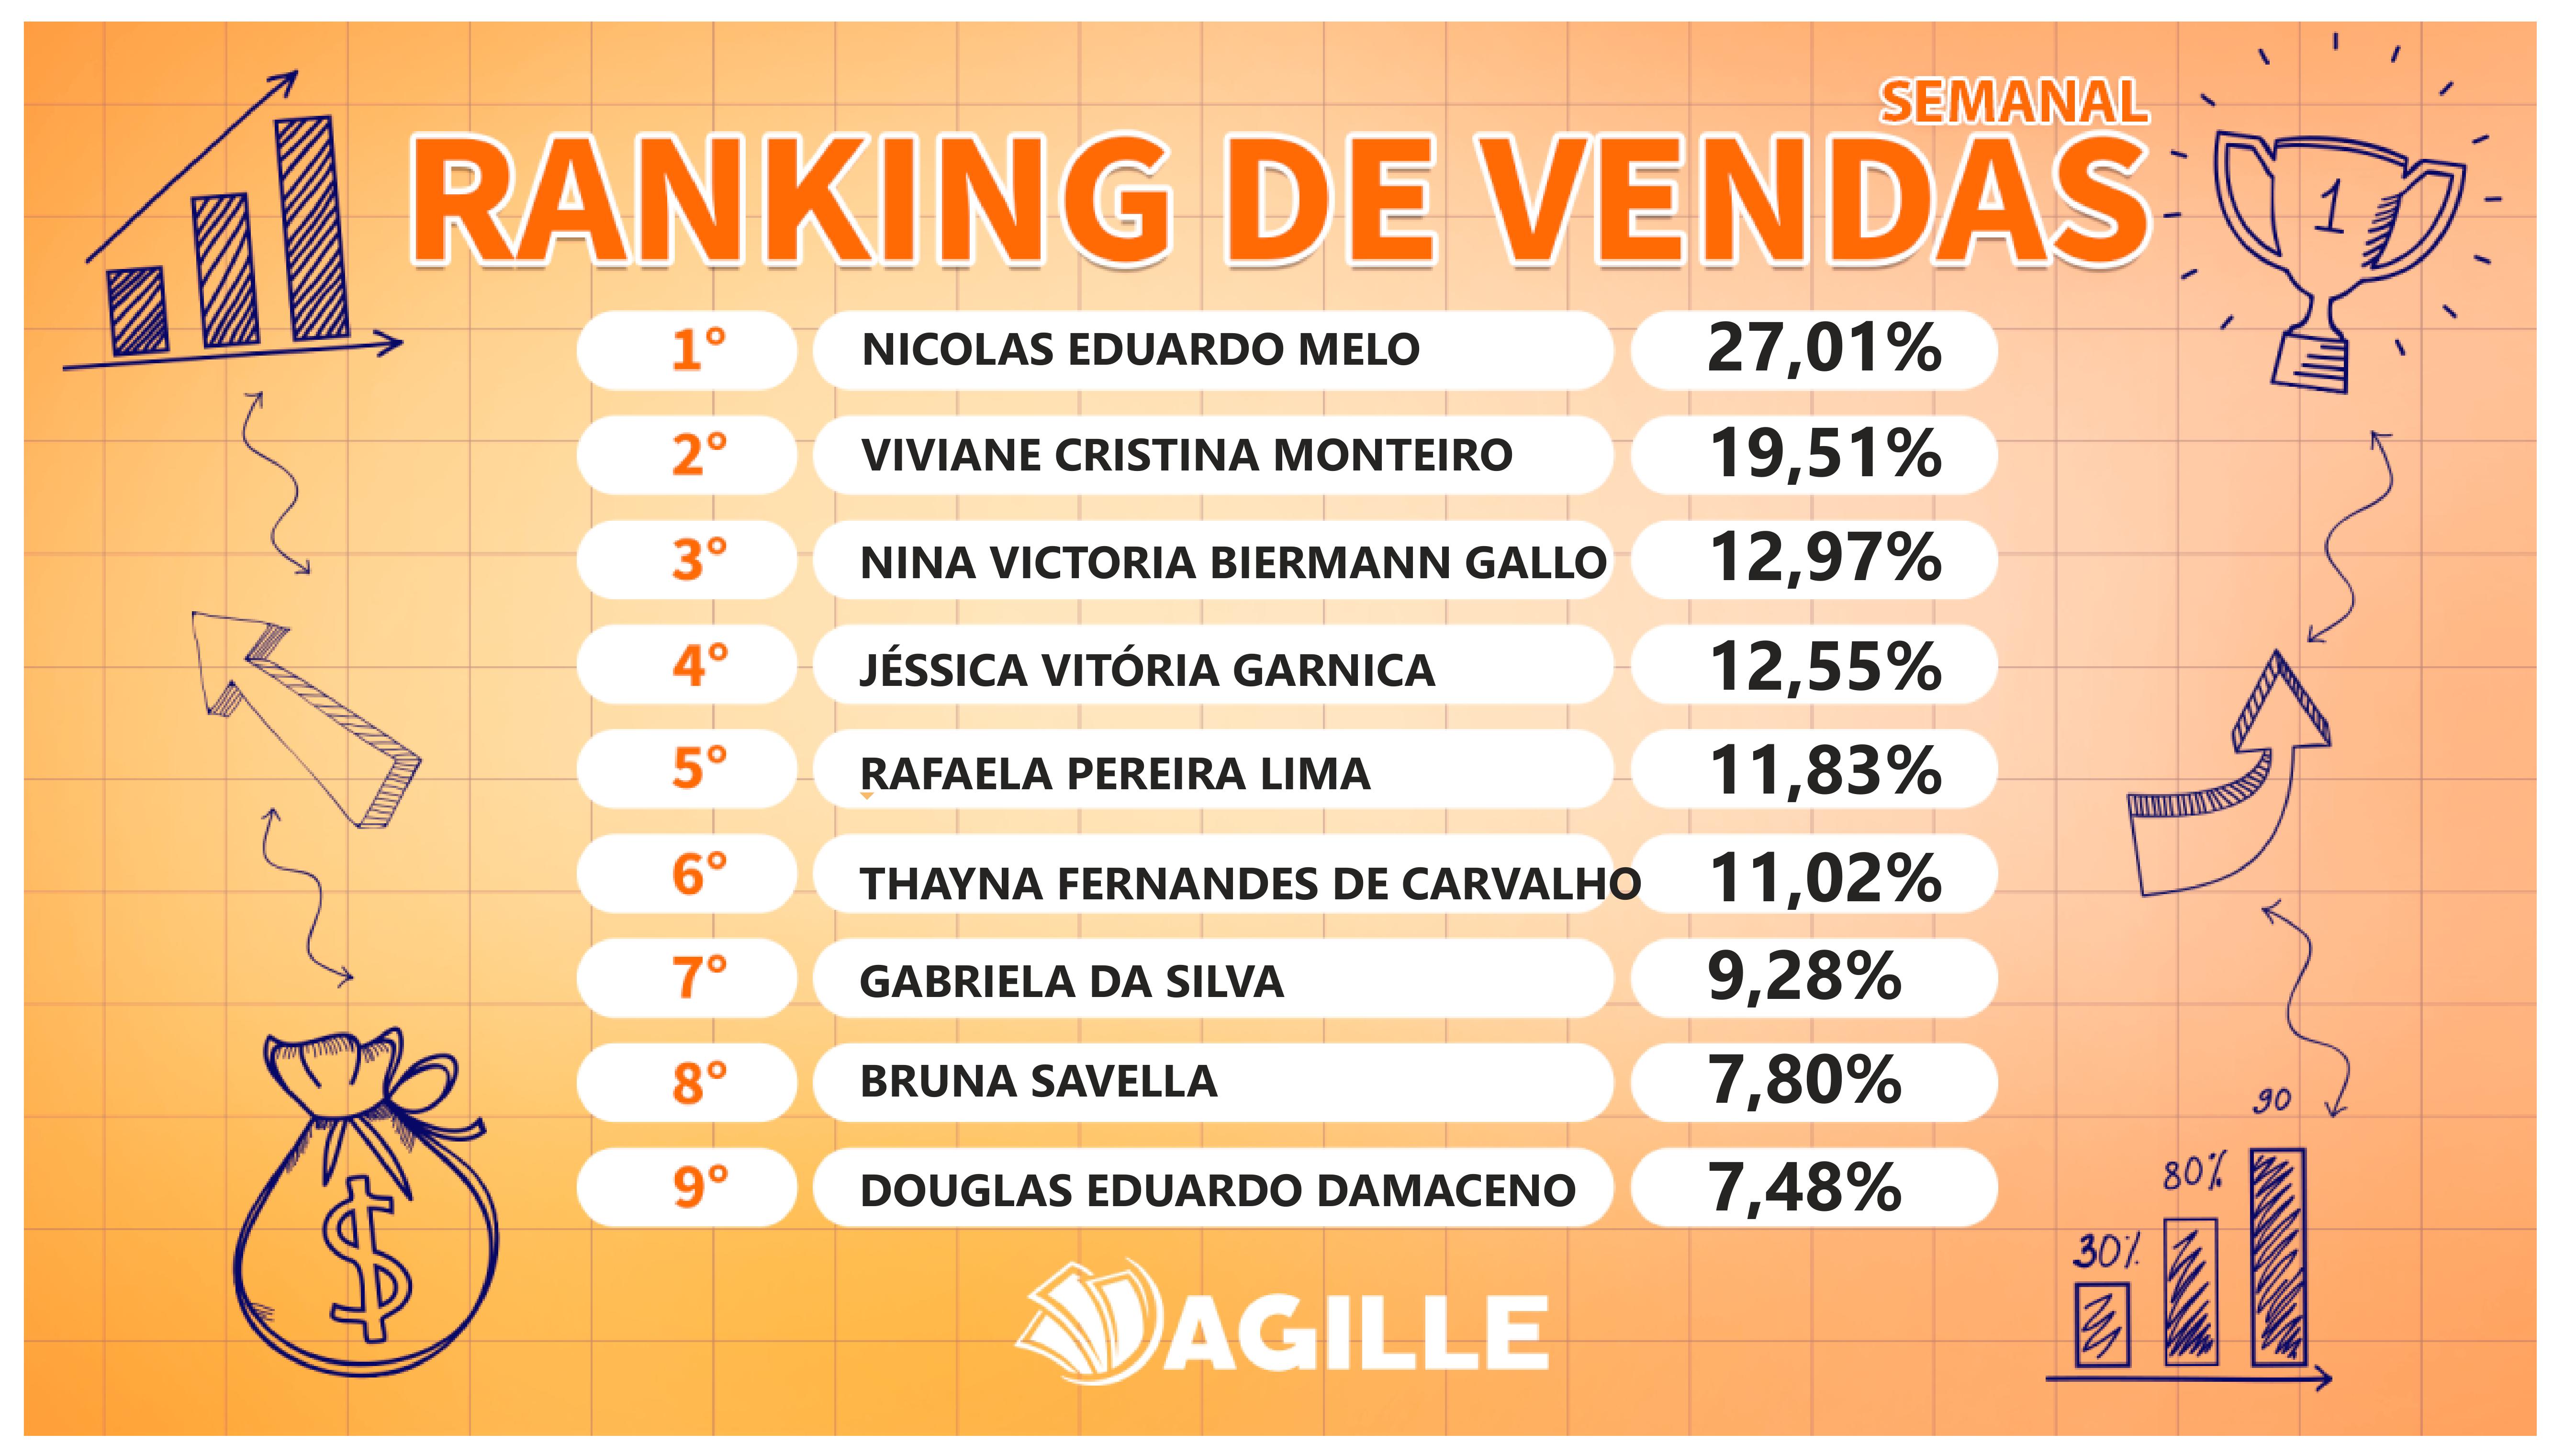 SEMANAL
RANKING DE VENDAS
1
1° NICOLAS EDUARDO MELO 27,01%
2° VIVIANE CRISTINA MONTEIRO 19,51%
3° NINA VICTORIA BIERMANN GALLO 12,97%
4° JÉSSICA VITÓRIA GARNICA 12,55%
5° RAFAELA PEREIRA LIMA 11,83%
6° THAYNA FERNANDES DE CARVALHO 11,02%
7° GABRIELA DA SILVA 9,28%
8° BRUNA SAVELLA 7,80%
9° DOUGLAS EDUARDO DAMACENO 7,48%
$
90
80%
30%
AGILLE